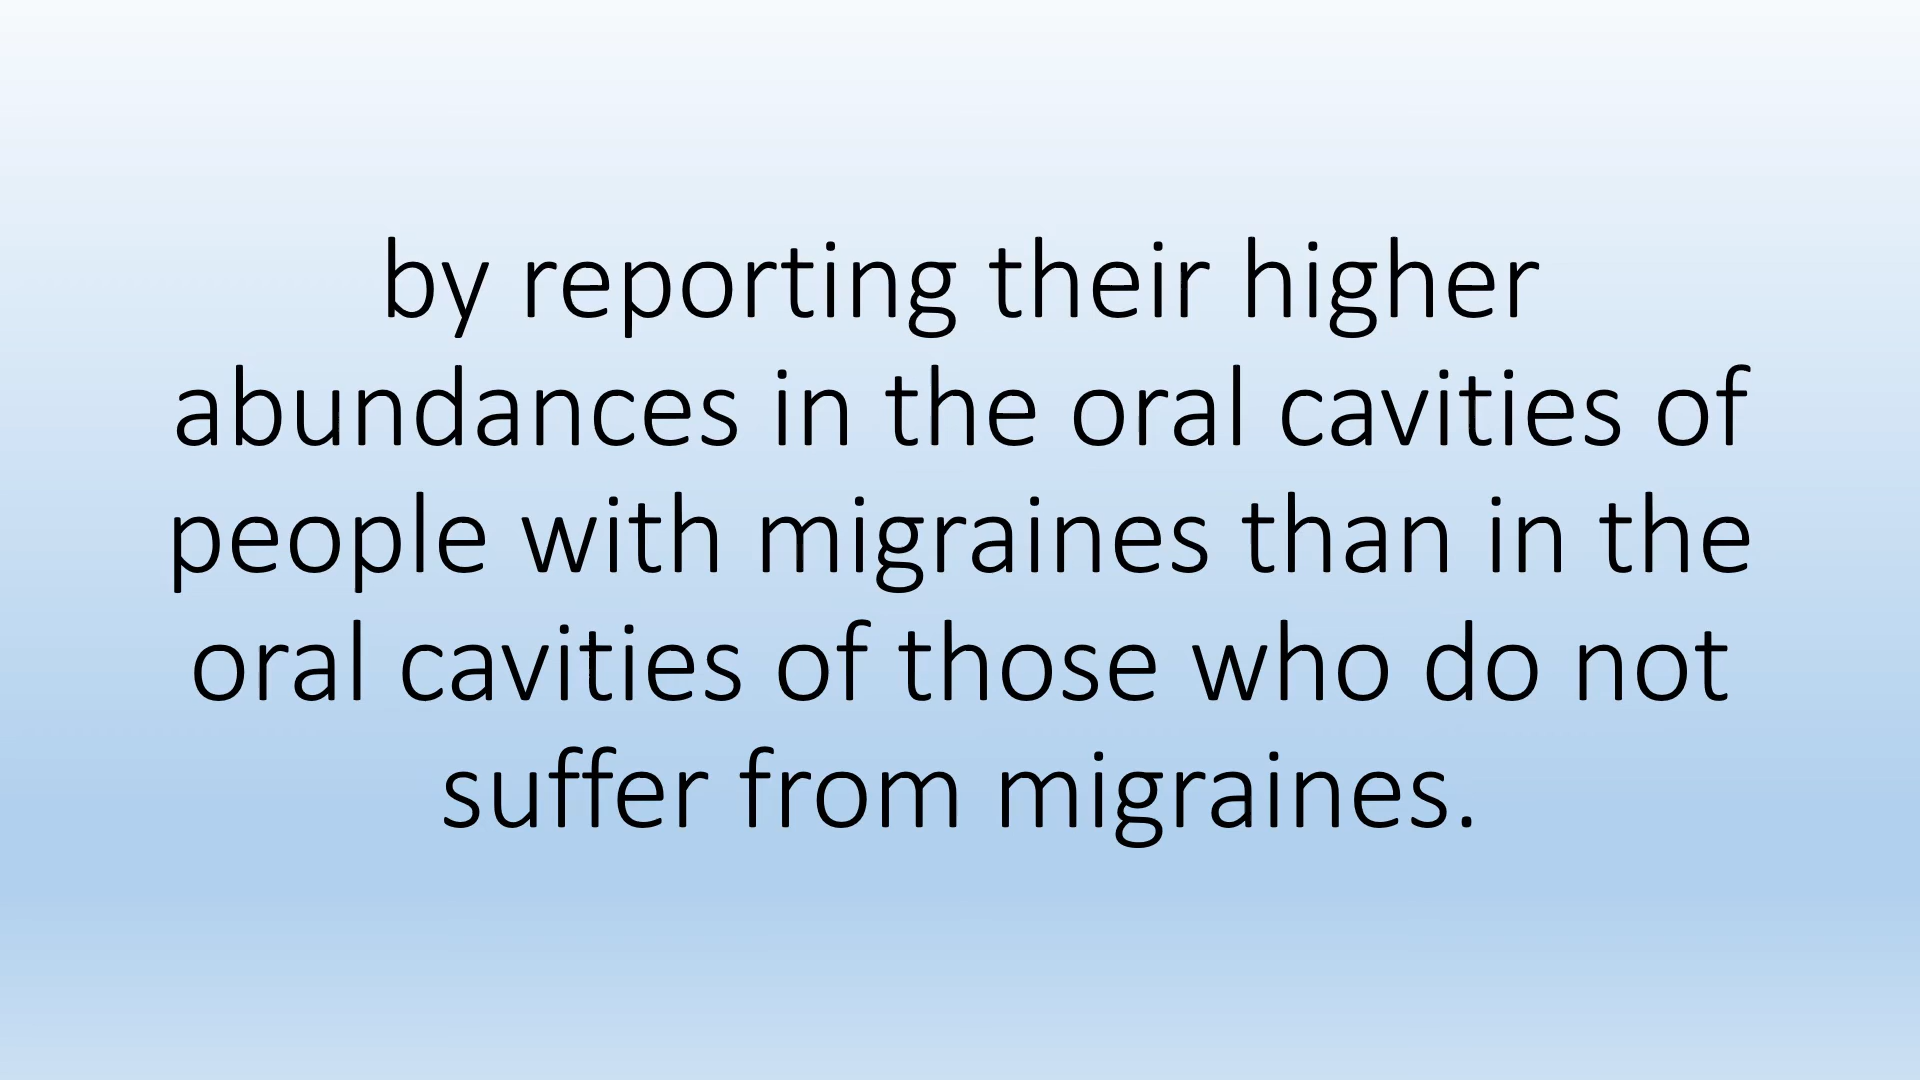 by reporting their higher
abundances in the oral cavities of
people with migraines than in the
oral cavities of those who do not
suffer from migraines.